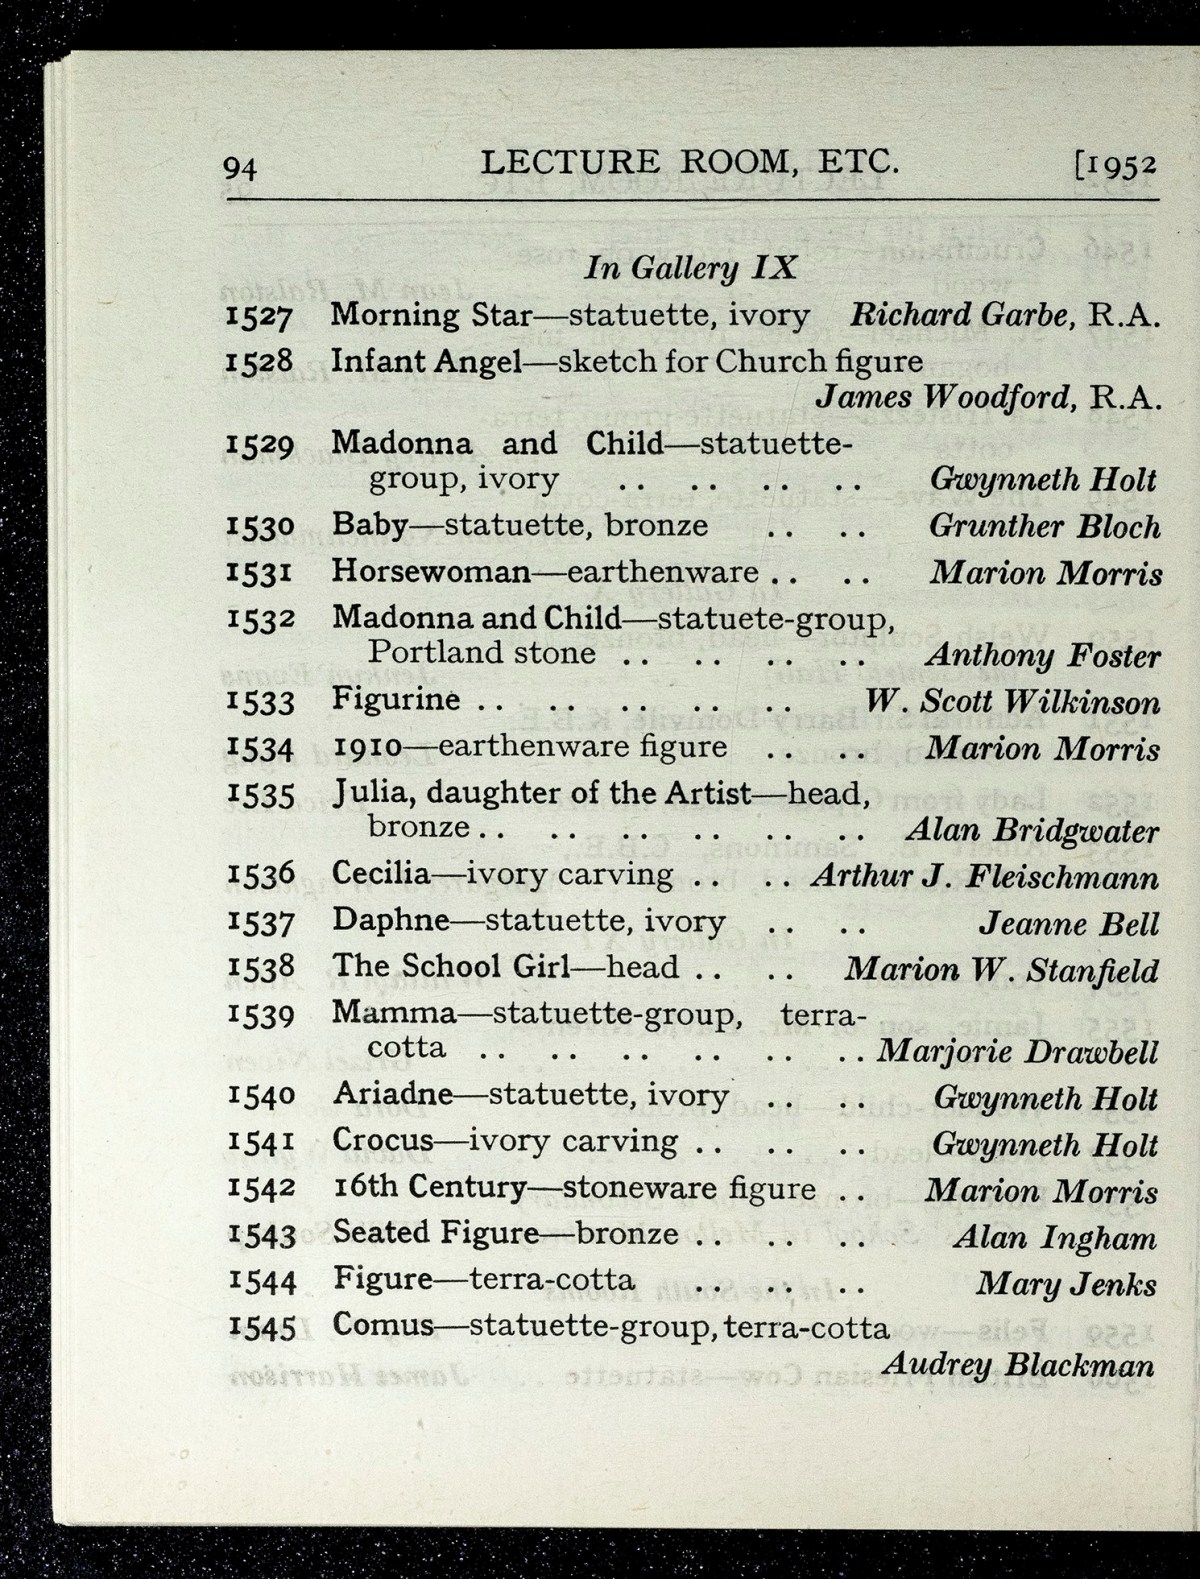 94 LECTURE ROOM, ETC. [1952
In Gallery IX
1527 Morning Star—statuette, ivory Richard Garbe, R.A.
1528 Infant Angel—sketch for Church figure
James Woodford, R.A.
1529 Madonna and Child—statuette-
group, ivory .. .. .. .. Gwynneth Holt
1530 Baby—statuette, bronze .. .. Grunther Bloch
1531 Horsewoman—earthenware .. .. Marion Morris
1532 Madonna and Child—statuete-group,
Portland stone .. .. .. .. Anthony Foster
1533 Figurine .. .. .. .. .. W. Scott Wilkinson
1534 1910—earthenware figure .. .. Marion Morris
1535 Julia, daughter of the Artist—head,
bronze .. .. .. .. .. .. Alan Bridgwater
1536 Cecilia—ivory carving .. .. Arthur J. Fleischmann
1537 Daphne—statuette, ivory .. .. Jeanne Bell
1538 The School Girl—head .. .. Marion W. Stanfield
1539 Mamma—statuette-group, terra-
cotta .. .. .. .. .. .. Marjorie Drawbell
1540 Ariadne—statuette, ivory .. .. Gwynneth Holt
1541 Crocus—ivory carving .. .. .. Gwynneth Holt
1542 16th Century—stoneware figure .. Marion Morris
1543 Seated Figure—bronze .. .. .. Alan Ingham
1544 Figure—terra-cotta .. .. .. Mary Jenks
1545 Comus—statuette-group, terra-cotta
Audrey Blackman